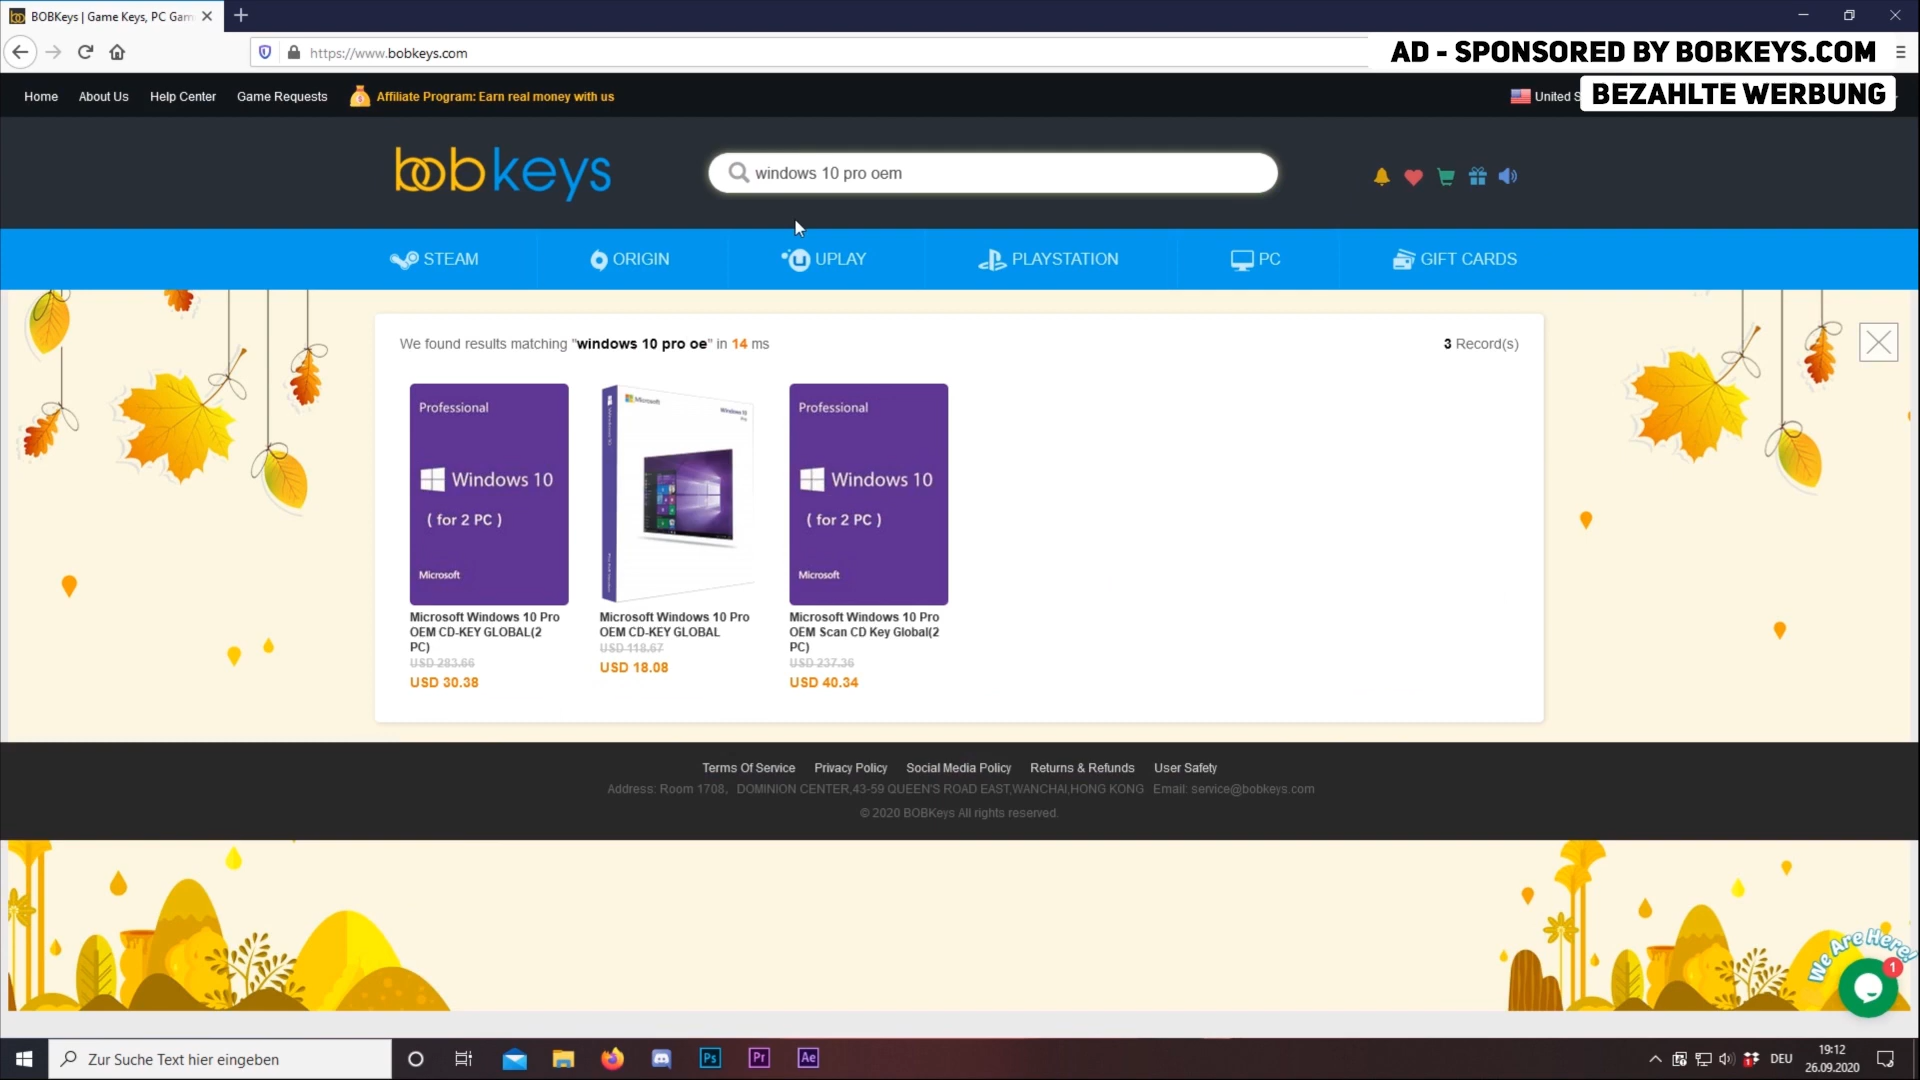 BOBKeys | Game Keys, PC Gam
https://www.bobkeys.com
AD - SPONSORED BY BOBKEYS.COM
Home About Us Help Center Game Requests Affiliate Program: Earn real money with us United S
BEZAHLTE WERBUNG
bobkeys
windows 10 pro oem
STEAM ORIGIN UPLAY PLAYSTATION PC GIFT CARDS
We found results matching "windows 10 pro oe" in 14 ms 3 Record(s)
Professional
Windows 10
( for 2 PC )
Microsoft
Microsoft Windows 10 Pro
OEM CD-KEY GLOBAL(2
PC)
USD 283.66
USD 30.38
Microsoft
Windows 10
Microsoft Windows 10 Pro
OEM CD-KEY GLOBAL
USD 118.67
USD 18.08
Professional
Windows 10
( for 2 PC )
Microsoft
Microsoft Windows 10 Pro
OEM Scan CD Key Global(2
PC)
USD 237.36
USD 40.34
Terms Of Service Privacy Policy Social Media Policy Returns & Refunds User Safety
Address: Room 1708, DOMINION CENTER,43-59 QUEEN'S ROAD EAST,WANCHAI,HONG KONG Email: service@bobkeys.com
© 2020 BOBKeys All rights reserved.
We Are Here!
1
Zur Suche Text hier eingeben
Ps Pr Ae
DEU
19:12
26.09.2020